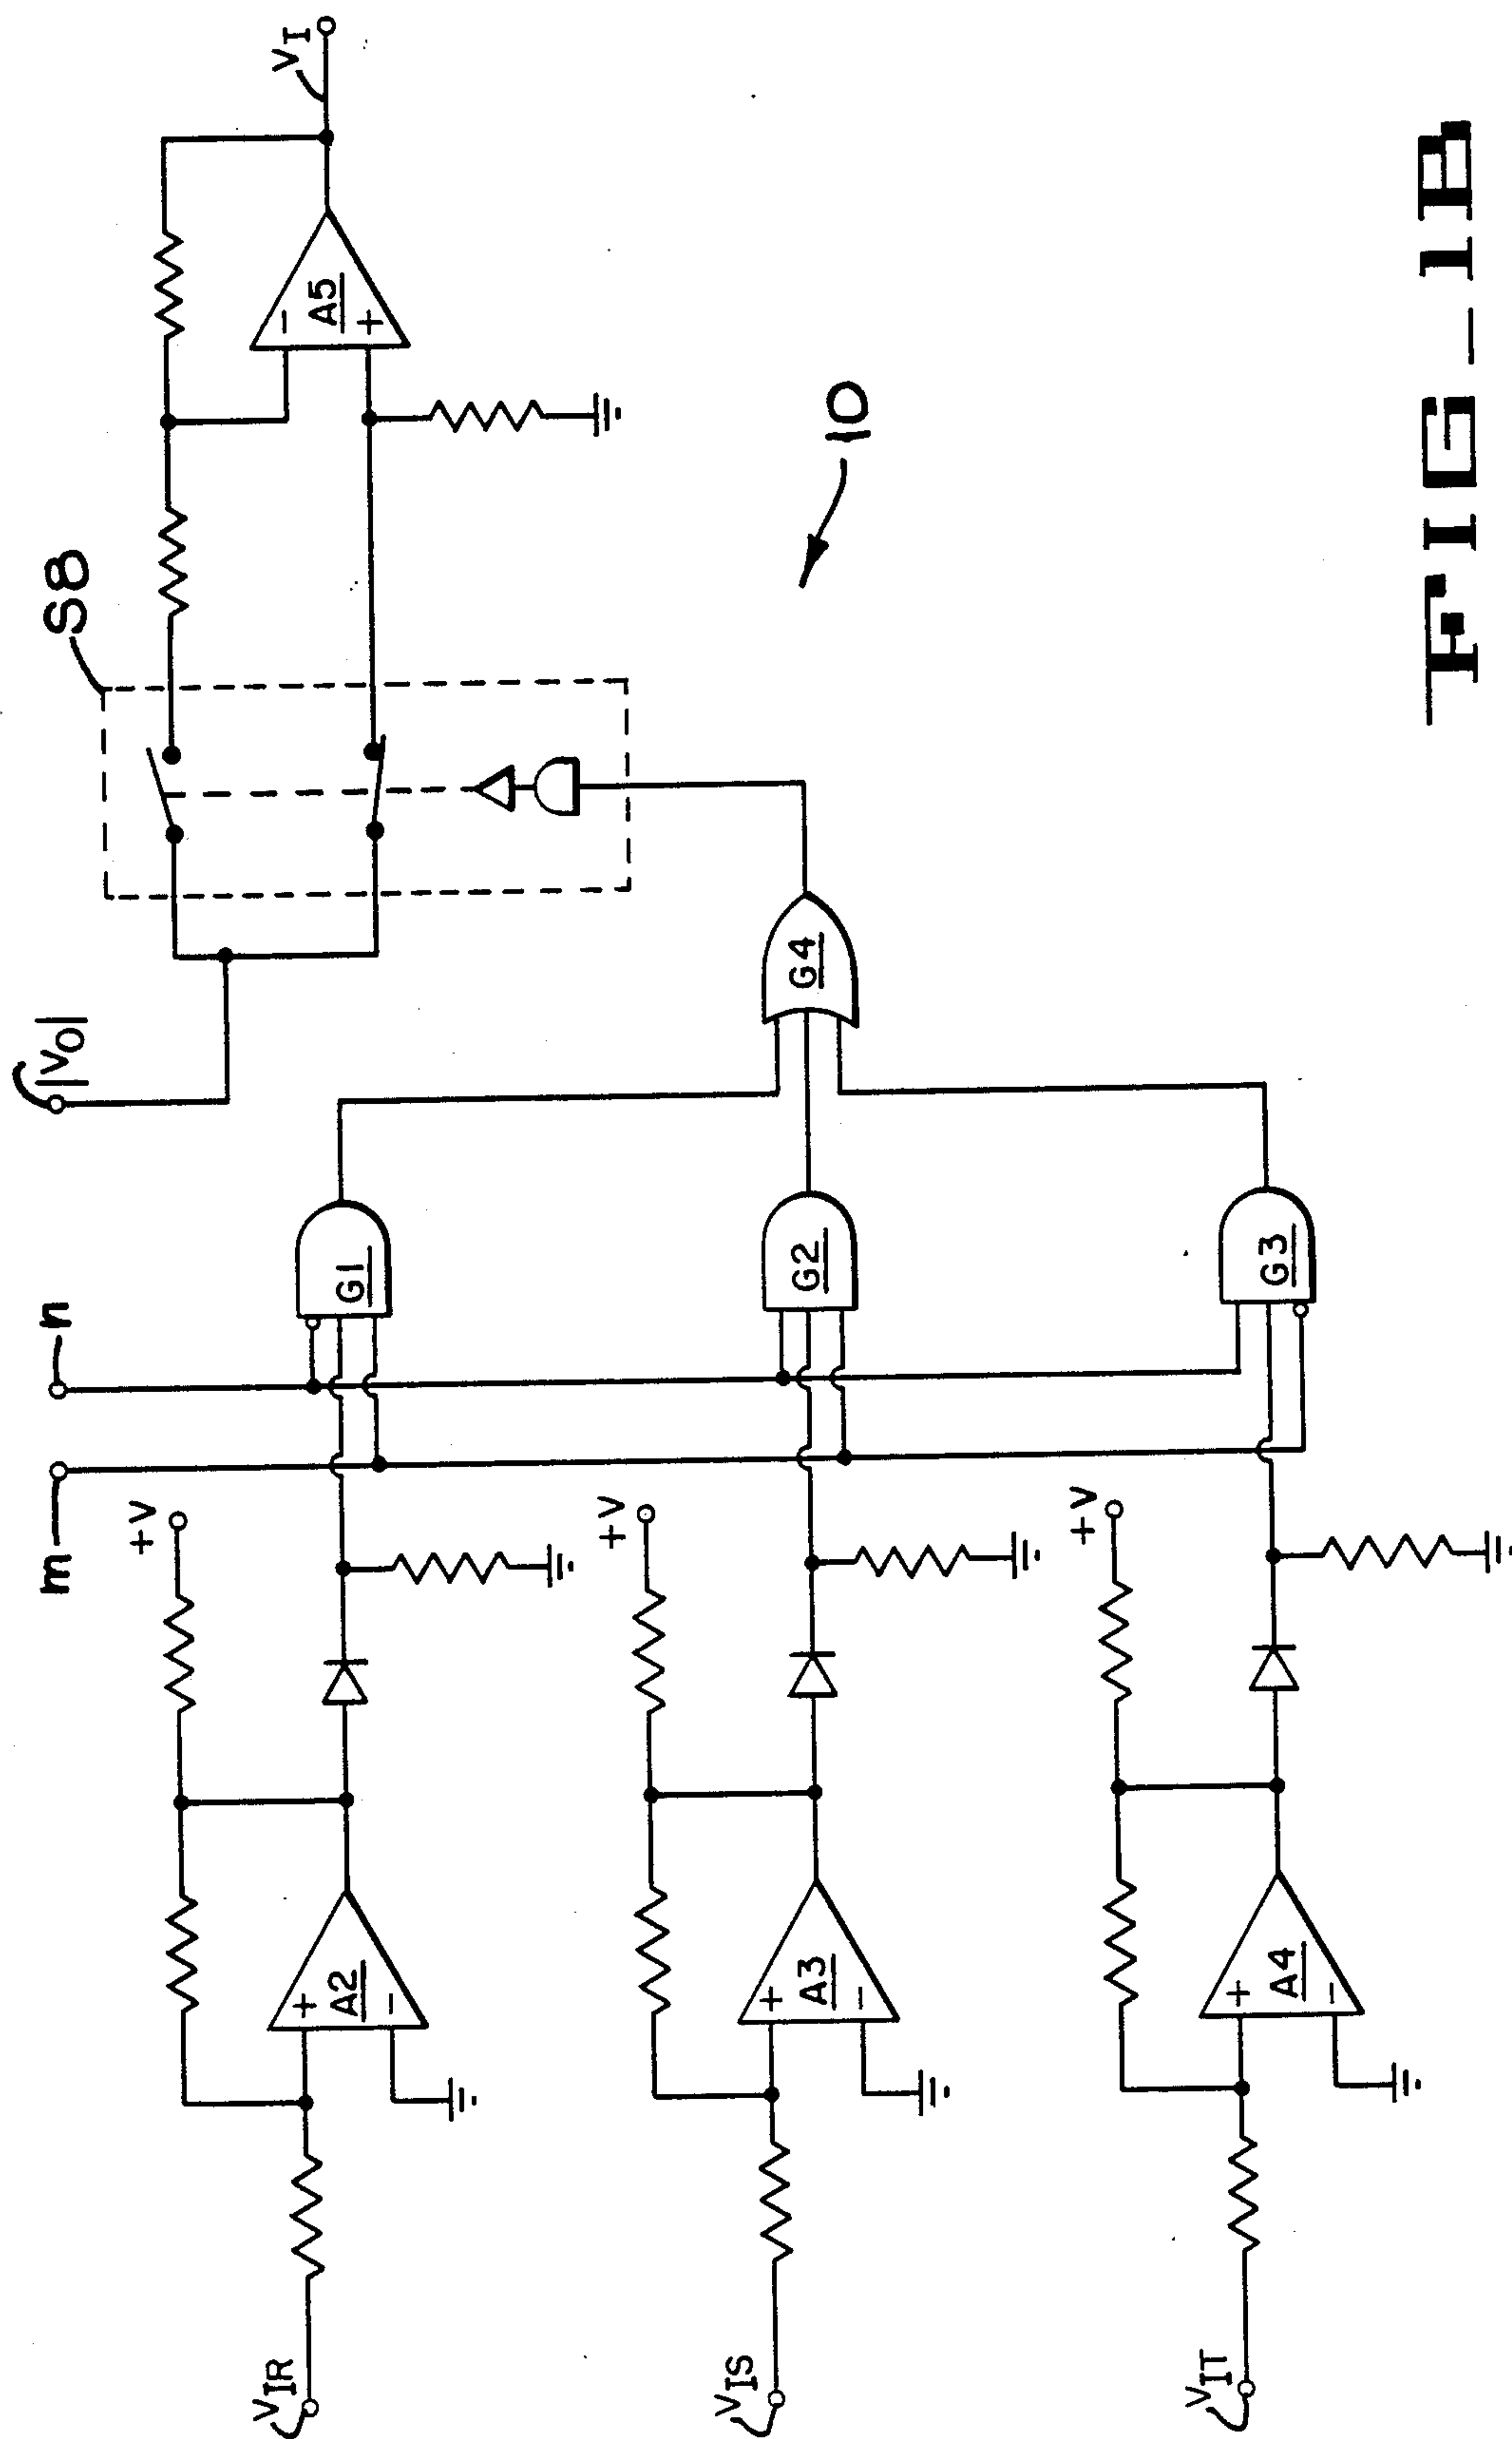 S8
V_I
|V_O|
- A5 +
10
n
m
G1
G2
G3
G4
+V
+V
+V
+ A2 -
+ A3 -
+ A4 -
V_IR
V_IS
V_IT
FIG_1B